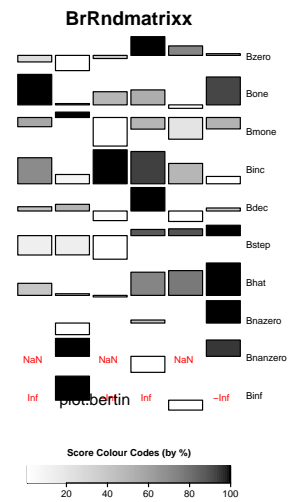 BrRndmatrixx
Bzero
Bone
Bmone
Binc
Bdec
Bstep
Bhat
Bnazero
NaN NaN NaN Bnanzero
Inf −Inf Inf −Inf Binf
plot.bertin
Score Colour Codes (by %)
20 40 60 80 100